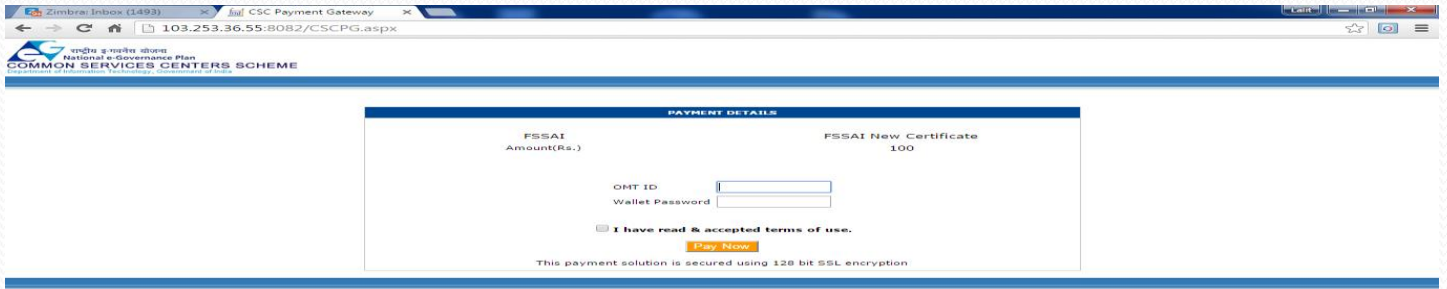 Zimbra: Inbox (1493)
CSC Payment Gateway
Lalit
103.253.36.55:8082/CSCPG.aspx
राष्ट्रीय इ-गवर्नेंस योजना
National e-Governance Plan
COMMON SERVICES CENTERS SCHEME
Department of Information Technology, Government of India
PAYMENT DETAILS
FSSAI FSSAI New Certificate
Amount(Rs.) 100
OMT ID
Wallet Password
I have read & accepted terms of use.
Pay Now
This payment solution is secured using 128 bit SSL encryption